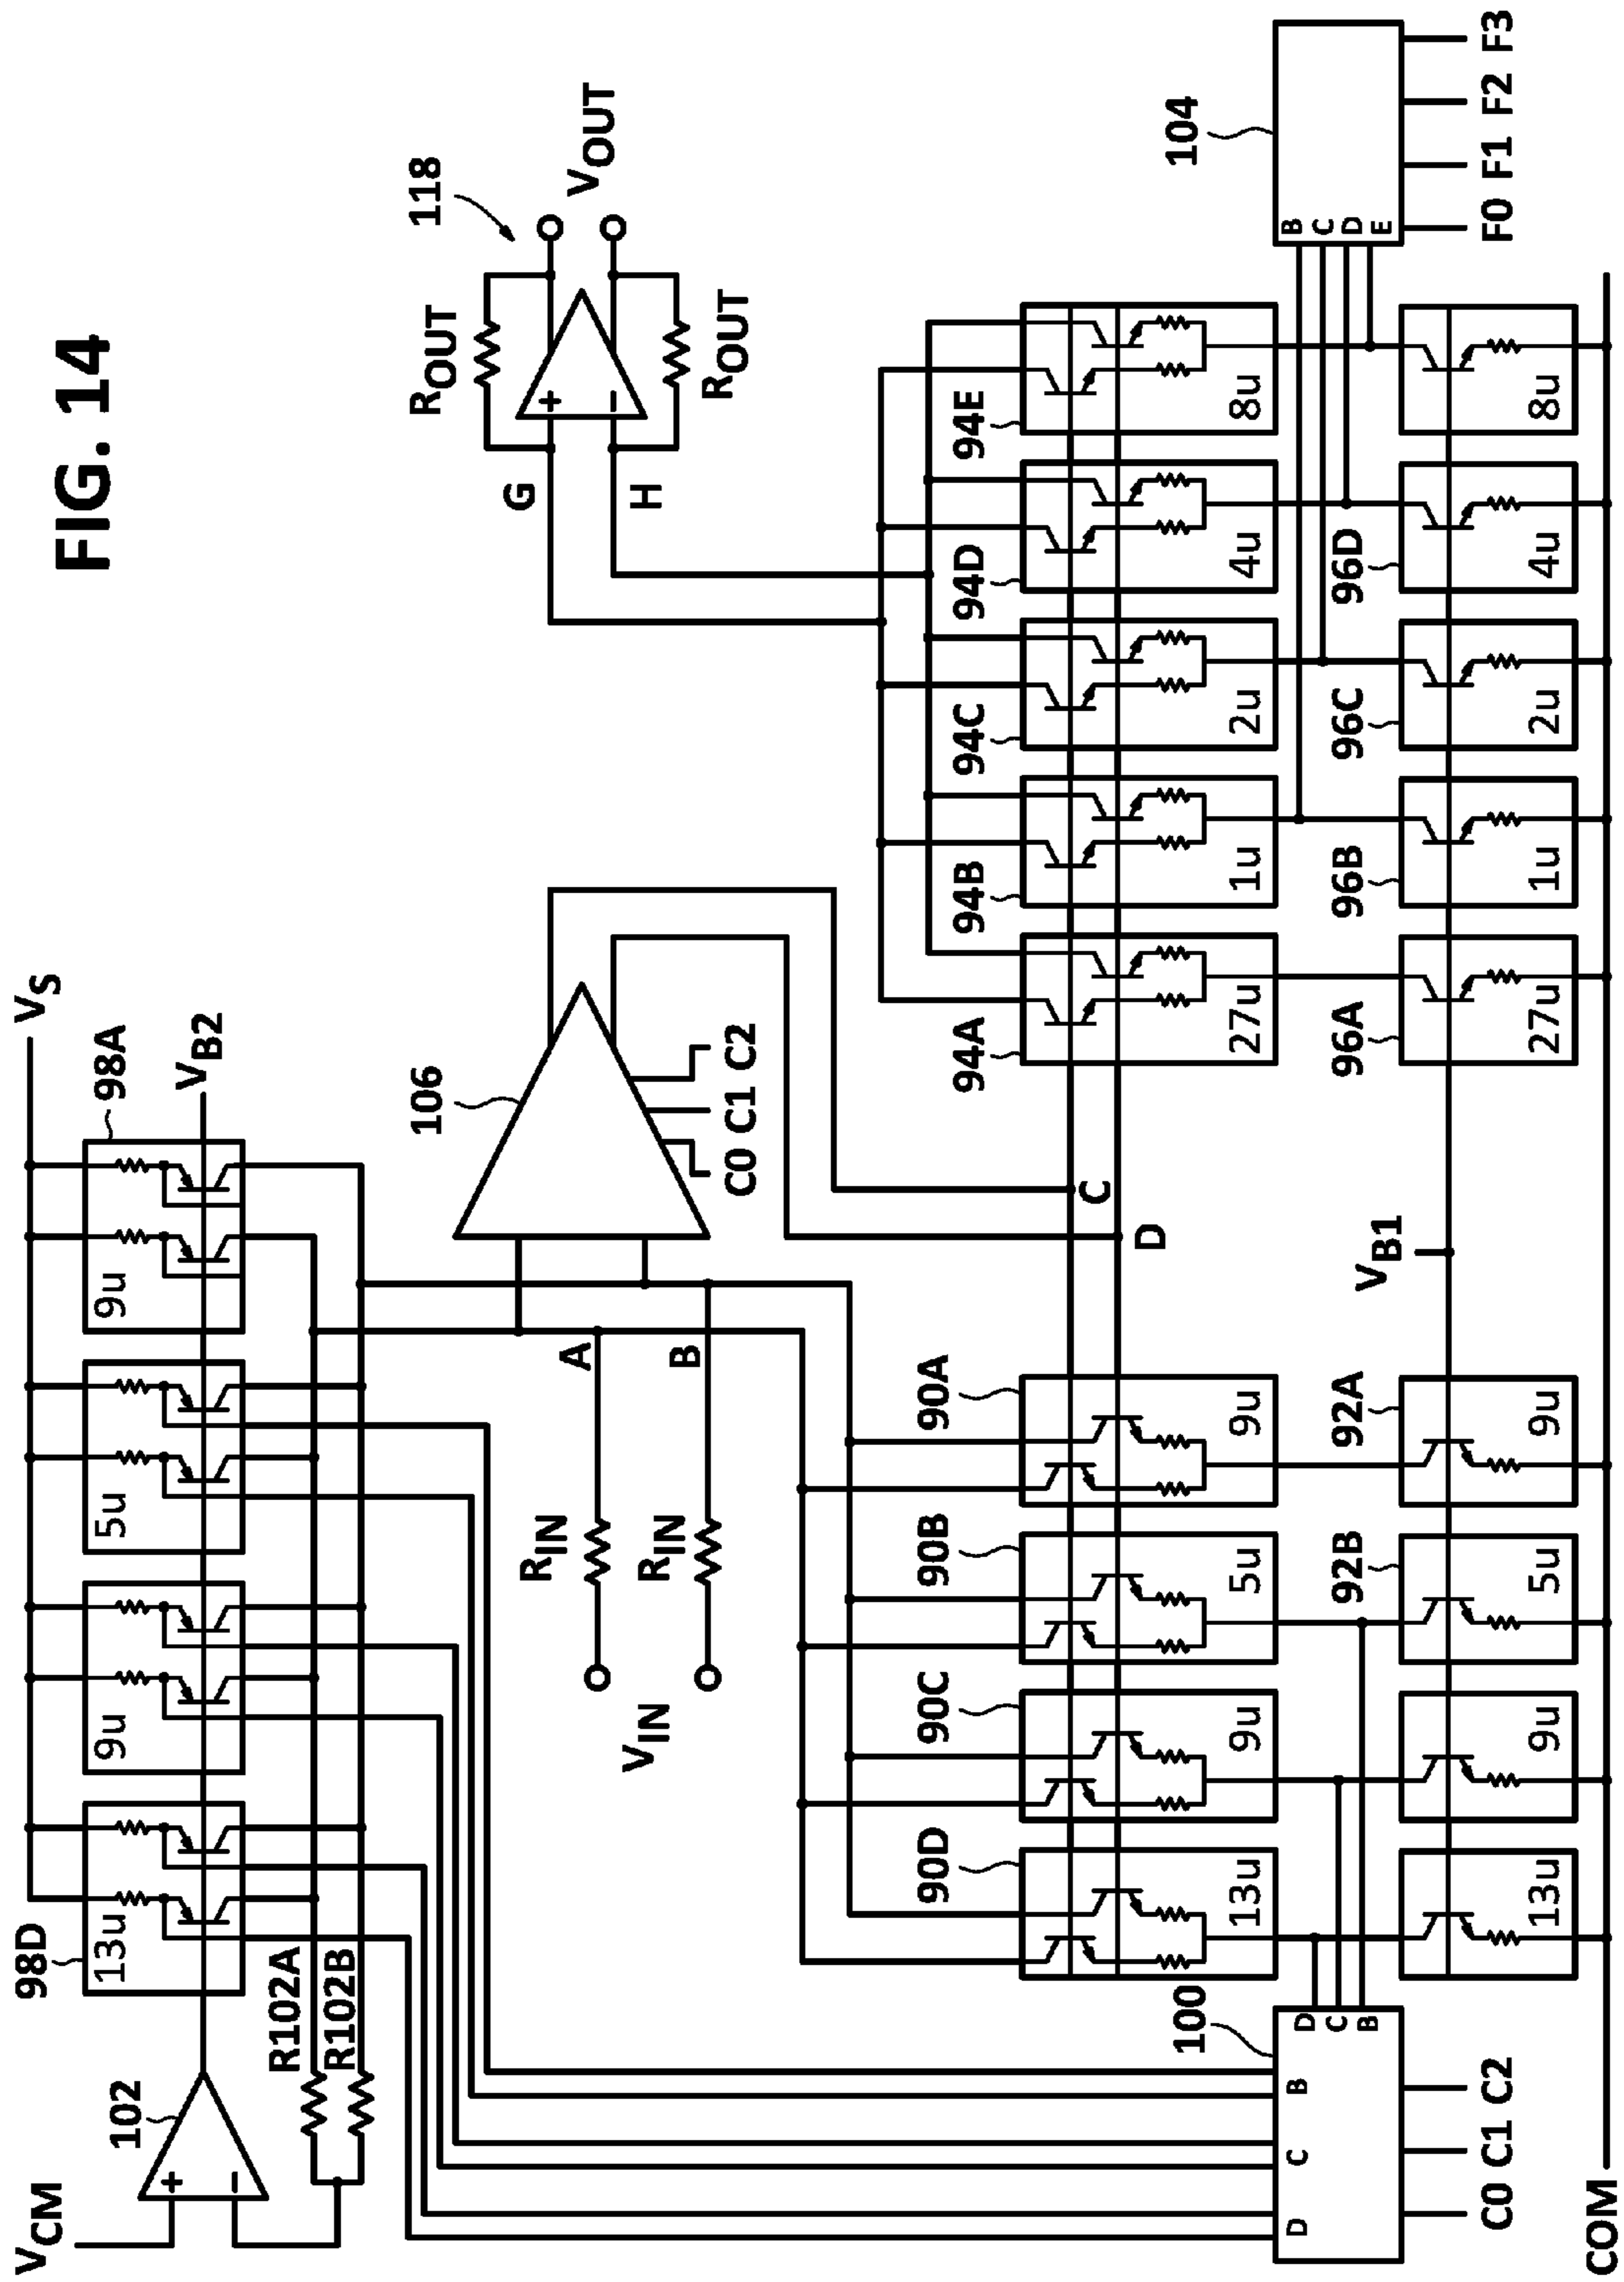 FIG. 14
VCM
102
+
−
98D
13u
9u
5u
9u
98A
VS
VB2
R102A
R102B
106
C0 C1 C2
A
B
RIN
RIN
VIN
118
ROUT
ROUT
+
−
G
H
VOUT
90D
13u
90C
9u
90B
5u
90A
9u
C
D
94A
27u
94B
1u
94C
2u
94D
4u
94E
8u
104
B
C
D
E
F0 F1 F2 F3
100
D C B
D
C
B
C0 C1 C2
13u
9u
92B
5u
92A
9u
VB1
96A
27u
96B
1u
96C
2u
96D
4u
8u
COM